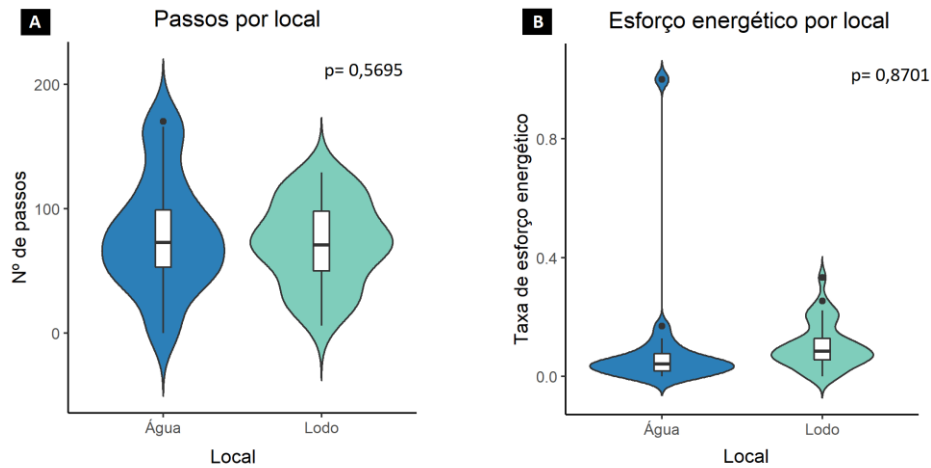 A
Passos por local
p= 0,5695
Nº de passos
200
100
0
Água
Lodo
Local
B
Esforço energético por local
p= 0,8701
Taxa de esforço energético
0.8
0.4
0.0
Água
Lodo
Local